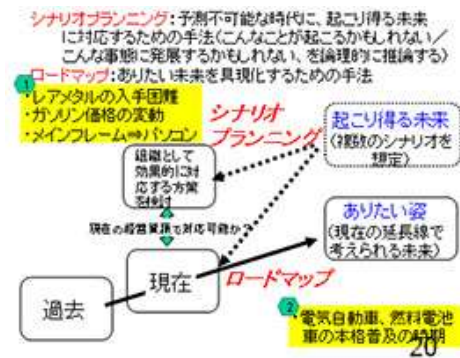 シナリオプランニング：予測不可能な時代に、起こり得る未来
に対応するための手法（こんなことが起こるかもしれない／
こんな事態に発展するかもしれない、を論理的に推論する）
ロードマップ：ありたい未来を具現化するための手法
1
・レアメタルの入手困難
・ガソリン価格の変動
・メインフレーム⇒パソコン
シナリオ
プランニング
起こり得る未来
（複数のシナリオを
想定）
組織として
効果的に対
応する方策
を検討
現在の経営資源で対応可能か？
ありたい姿
（現在の延長線で
考えられる未来）
現在
ロードマップ
過去
2
・電気自動車、燃料電池
車の本格普及の時期
20